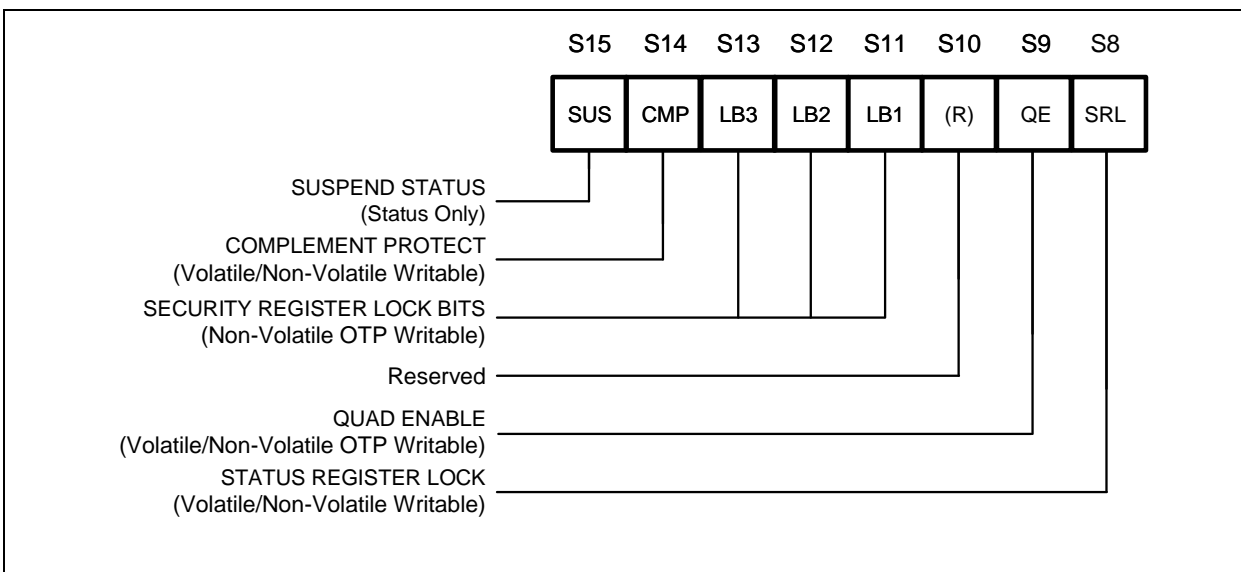 S15 S14 S13 S12 S11 S10 S9 S8
SUS CMP LB3 LB2 LB1 (R) QE SRL
SUSPEND STATUS
(Status Only)
COMPLEMENT PROTECT
(Volatile/Non-Volatile Writable)
SECURITY REGISTER LOCK BITS
(Non-Volatile OTP Writable)
Reserved
QUAD ENABLE
(Volatile/Non-Volatile OTP Writable)
STATUS REGISTER LOCK
(Volatile/Non-Volatile Writable)